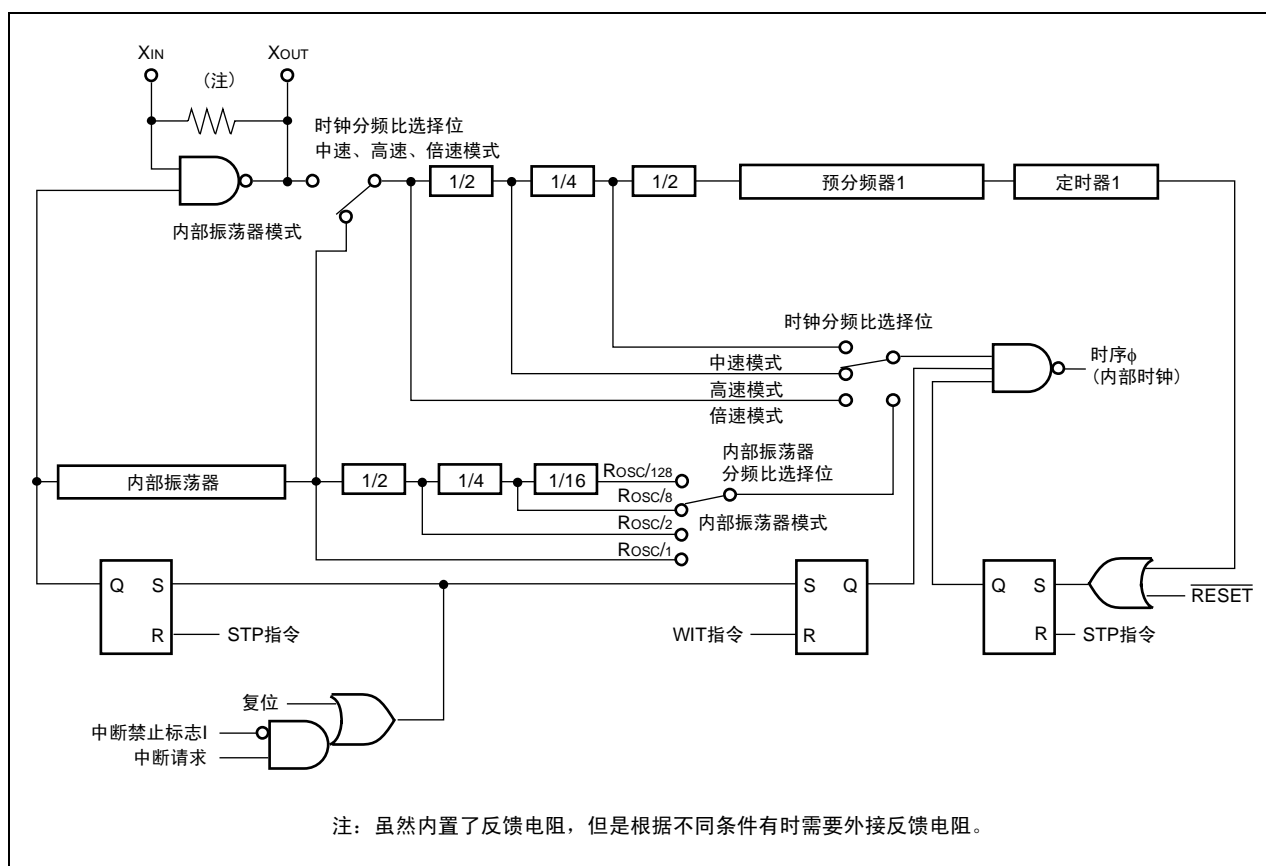 XIN
XOUT
（注）
时钟分频比选择位
中速、高速、倍速模式
1/2
1/4
1/2
预分频器1
定时器1
内部振荡器模式
时钟分频比选择位
中速模式
高速模式
倍速模式
时序ϕ
（内部时钟）
内部振荡器
1/2
1/4
1/16
ROSC/128
ROSC/8
ROSC/2
ROSC/1
内部振荡器
分频比选择位
内部振荡器模式
Q
S
R
STP指令
S
Q
R
WIT指令
Q
S
R
STP指令
RESET
复位
中断禁止标志I
中断请求
注：虽然内置了反馈电阻，但是根据不同条件有时需要外接反馈电阻。